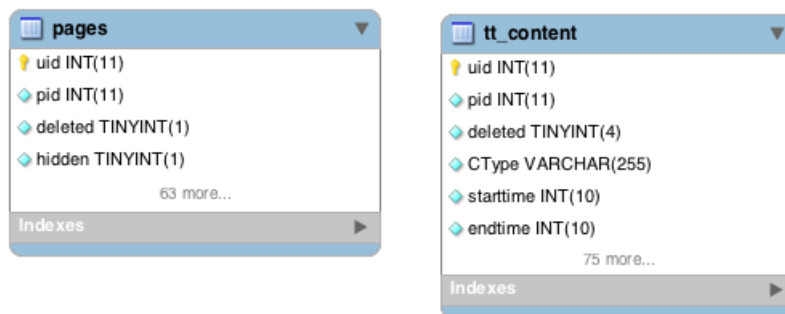 pages
uid INT(11)
pid INT(11)
deleted TINYINT(1)
hidden TINYINT(1)
63 more...
Indexes
tt_content
uid INT(11)
pid INT(11)
deleted TINYINT(4)
CType VARCHAR(255)
starttime INT(10)
endtime INT(10)
75 more...
Indexes